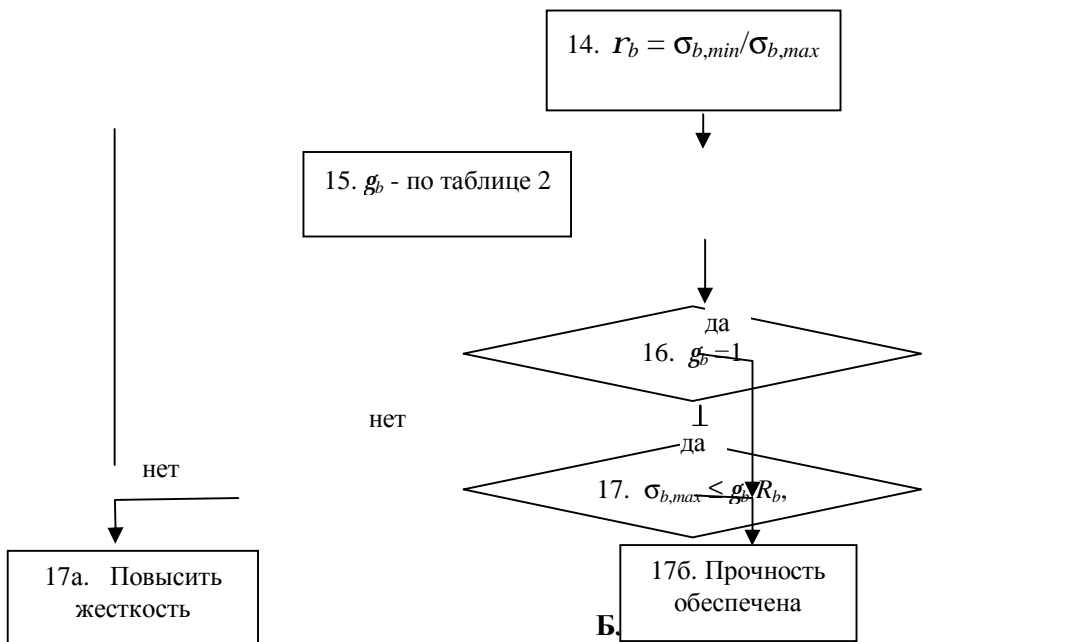 14. r_b = σ_b,min/σ_b,max
15. g_b - по таблице 2
да
16. g_b =1
нет
да
нет
17. σ_b,max ≤ g_b R_b,
17а. Повысить
жесткость
17б. Прочность
обеспечена
Б.